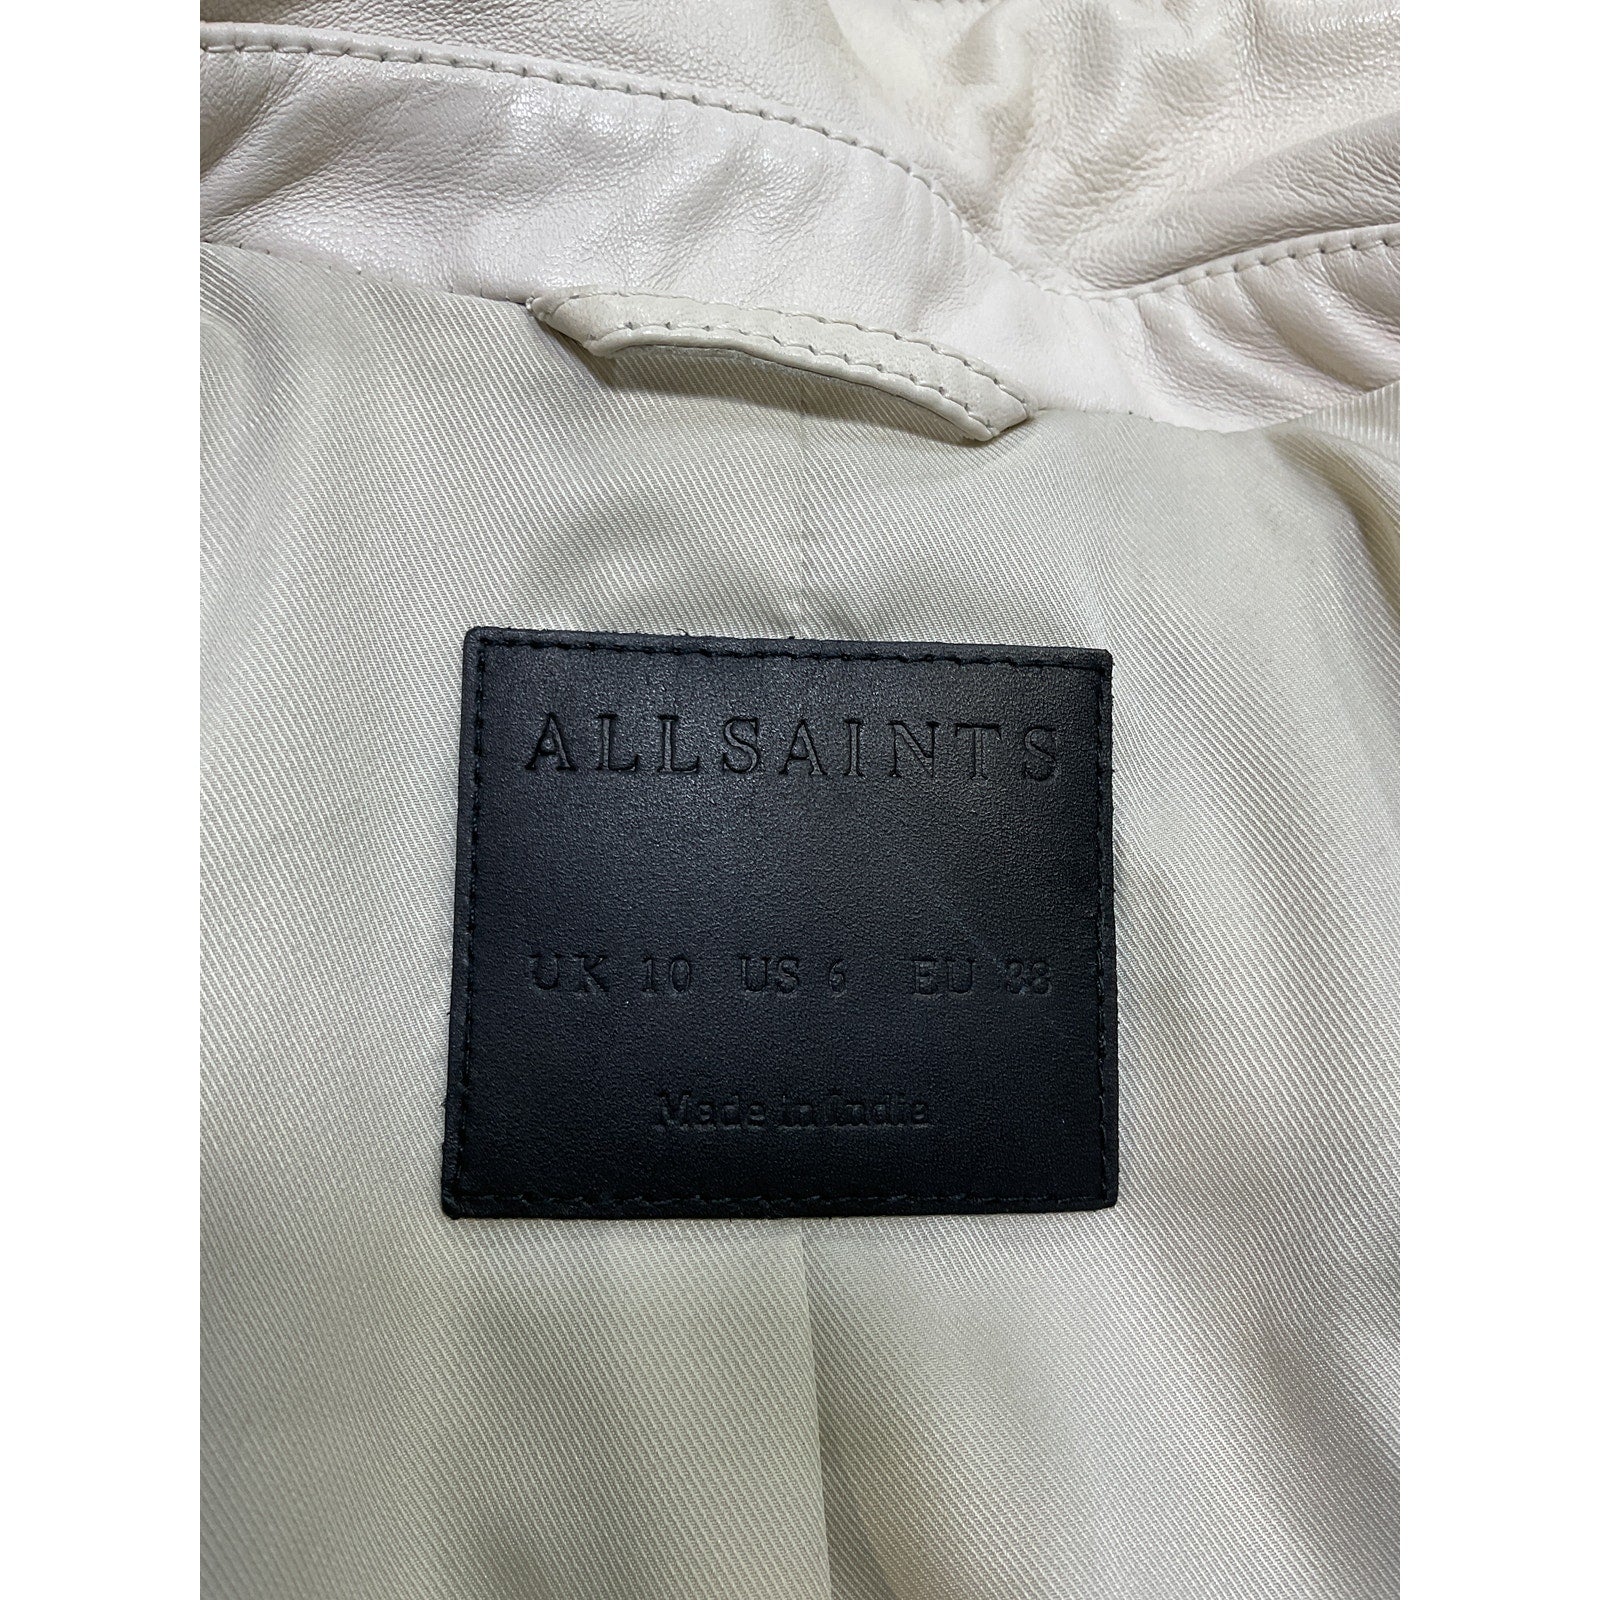 ALLSAINTS
UK 10 US 6 EU 38
Made in India